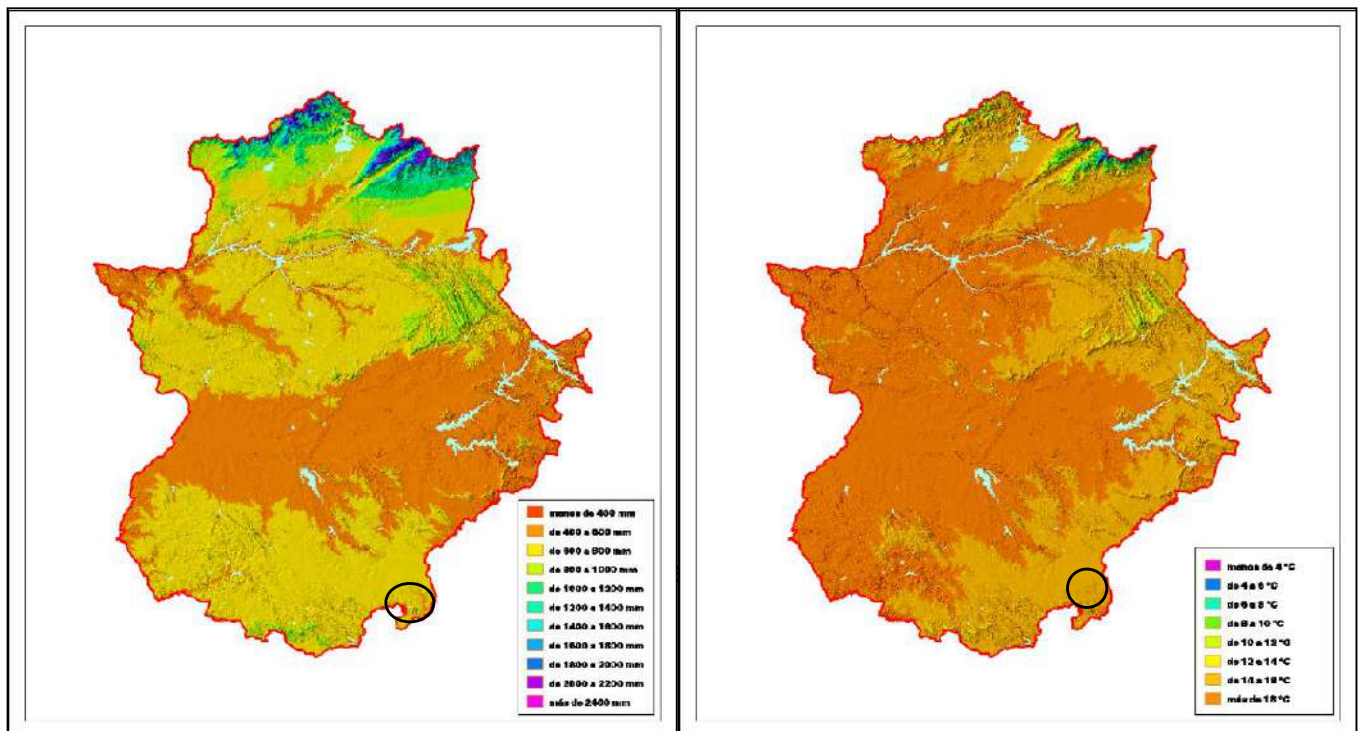 menos de 400 mm
de 400 a 600 mm
de 600 a 800 mm
de 800 a 1000 mm
de 1000 a 1200 mm
de 1200 a 1400 mm
de 1400 a 1600 mm
de 1600 a 1800 mm
de 1800 a 2000 mm
de 2000 a 2200 mm
más de 2400 mm
menos de 4 °C
de 4 a 6 °C
de 6 a 8 °C
de 8 a 10 °C
de 10 a 12 °C
de 12 a 14 °C
de 14 a 16 °C
más de 16 °C